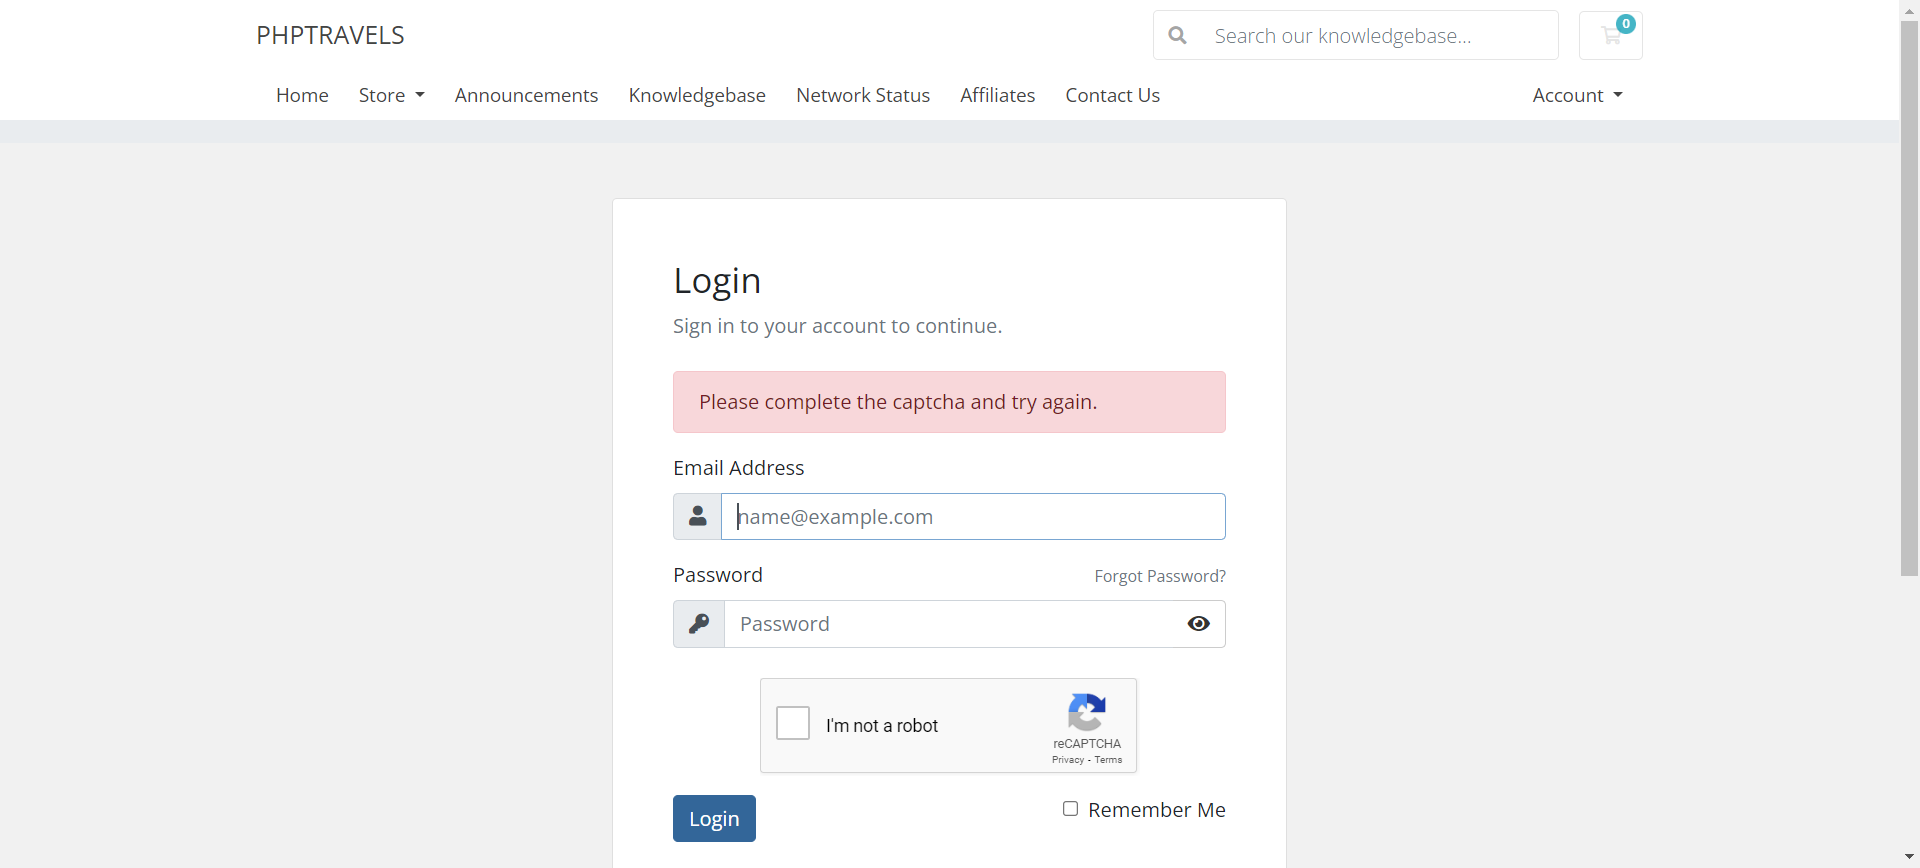 PHPTRAVELS
Search our knowledgebase...
0
Home Store Announcements Knowledgebase Network Status Affiliates Contact Us Account
Login
Sign in to your account to continue.
Please complete the captcha and try again.
Email Address
name@example.com
Password Forgot Password?
Password
I'm not a robot
reCAPTCHA
Privacy - Terms
Login Remember Me